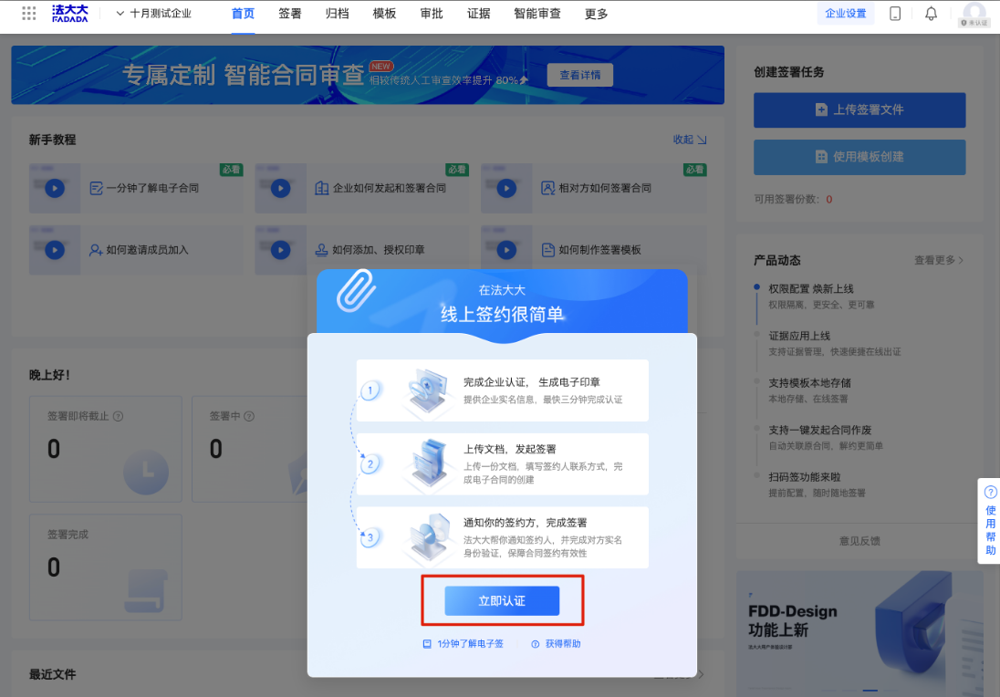 法大大
FADADA
十月测试企业
首页
签署
归档
模板
审批
证据
智能审查
更多
企业设置
未认证
专属定制 智能合同审查
NEW
相较传统人工审查效率提升 80%
查看详情
新手教程
收起
必看
一分钟了解电子合同
必看
企业如何发起和签署合同
必看
相对方如何签署合同
如何邀请成员加入
如何添加、授权印章
如何制作签署模板
晚上好！
签署即将截止
0
签署中
0
签署完成
0
最近文件
在法大大
线上签约很简单
1
完成企业认证， 生成电子印章
提供企业实名信息，最快三分钟完成认证
2
上传文档，发起签署
上传一份文档，填写签约人联系方式，完
成电子合同的创建
3
通知你的签约方，完成签署
法大大帮你通知签约人，并完成对方实名
身份验证，保障合同签约有效性
立即认证
1分钟了解电子签
获得帮助
创建签署任务
上传签署文件
使用模板创建
可用签署份数： 0
产品动态
查看更多
权限配置 焕新上线
权限隔离，更安全、更可靠
证据应用上线
支持证据管理，快速便捷在线出证
支持模板本地存储
本地存储、在线签署
支持一键发起合同作废
自动关联原合同，解约更简单
扫码签功能来啦
提前配置，随时随地签署
意见反馈
FDD-Design
功能上新
法大大用户体验设计部
使用帮助